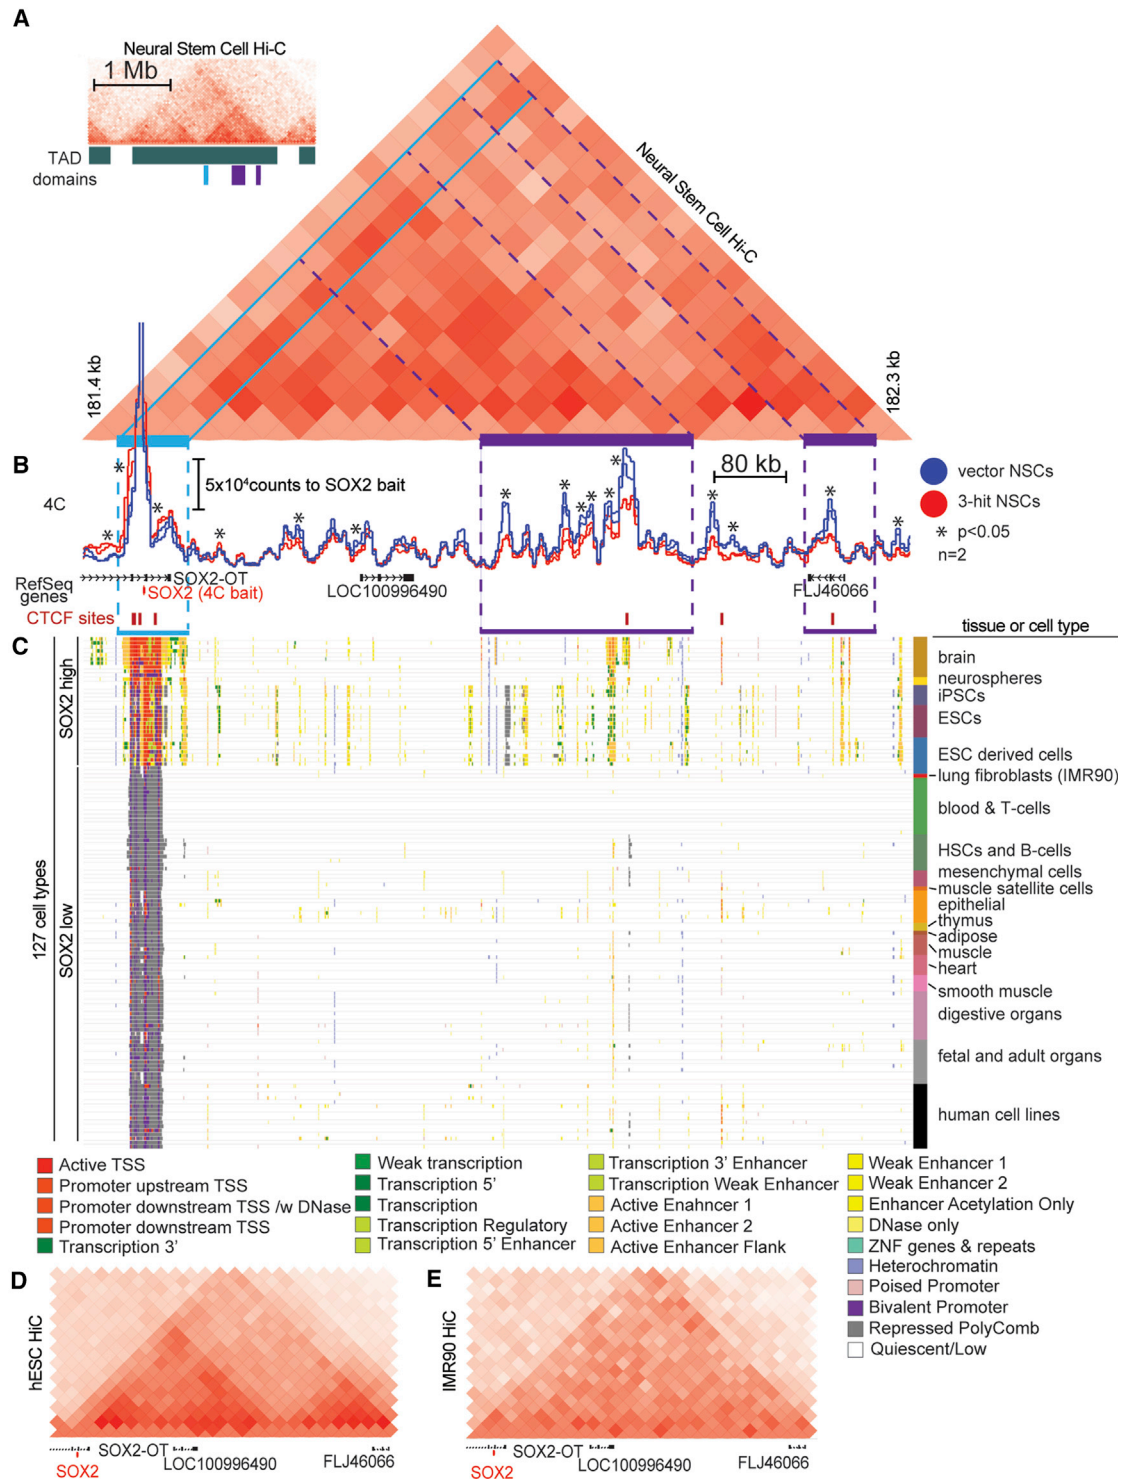 A
Neural Stem Cell Hi-C
1 Mb
TAD
domains
Neural Stem Cell Hi-C
181.4 kb
182.3 kb
B
4C
5x10⁴counts to SOX2 bait
80 kb
vector NSCs
3-hit NSCs
* p<0.05
n=2
* * * * * * * * * * * * * * *
RefSeq
genes
SOX2-OT
SOX2 (4C bait)
LOC100996490
FLJ46066
CTCF sites
C
tissue or cell type
127 cell types
SOX2 high
SOX2 low
brain
neurospheres
iPSCs
ESCs
ESC derived cells
lung fibroblasts (IMR90)
blood & T-cells
HSCs and B-cells
mesenchymal cells
muscle satellite cells
epithelial
thymus
adipose
muscle
heart
smooth muscle
digestive organs
fetal and adult organs
human cell lines
Active TSS
Promoter upstream TSS
Promoter downstream TSS /w DNase
Promoter downstream TSS
Transcription 3'
Weak transcription
Transcription 5'
Transcription
Transcription Regulatory
Transcription 5' Enhancer
Transcription 3' Enhancer
Transcription Weak Enhancer
Active Enahncer 1
Active Enhancer 2
Active Enhancer Flank
Weak Enhancer 1
Weak Enhancer 2
Enhancer Acetylation Only
DNase only
ZNF genes & repeats
Heterochromatin
Poised Promoter
Bivalent Promoter
Repressed PolyComb
Quiescent/Low
D
hESC HiC
SOX2-OT
SOX2
LOC100996490
FLJ46066
E
IMR90 HiC
SOX2-OT
SOX2
LOC100996490
FLJ46066